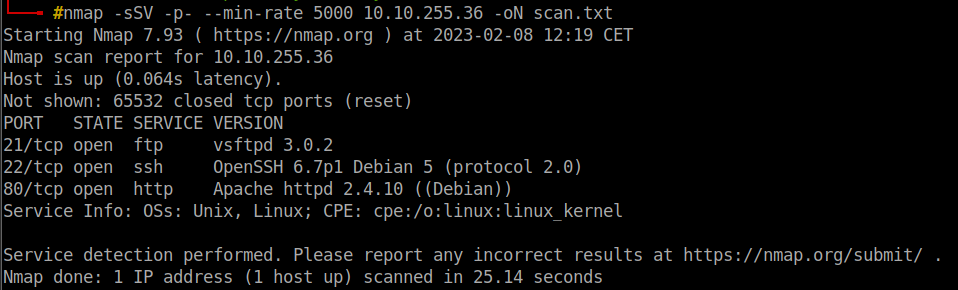 #nmap -sSV -p- --min-rate 5000 10.10.255.36 -oN scan.txt
Starting Nmap 7.93 ( https://nmap.org ) at 2023-02-08 12:19 CET
Nmap scan report for 10.10.255.36
Host is up (0.064s latency).
Not shown: 65532 closed tcp ports (reset)
PORT   STATE SERVICE VERSION
21/tcp open  ftp     vsftpd 3.0.2
22/tcp open  ssh     OpenSSH 6.7p1 Debian 5 (protocol 2.0)
80/tcp open  http    Apache httpd 2.4.10 ((Debian))
Service Info: OSs: Unix, Linux; CPE: cpe:/o:linux:linux_kernel
Service detection performed. Please report any incorrect results at https://nmap.org/submit/ .
Nmap done: 1 IP address (1 host up) scanned in 25.14 seconds